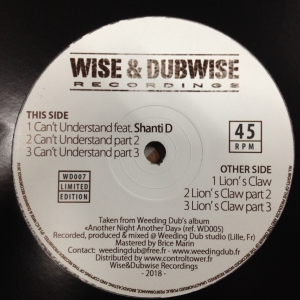 WISE & DUBWISE
RECORDINGS
THIS SIDE
1 Can't Understand feat. Shanti D
2 Can't Understand part 2
3 Can't Understand part 3
45
RPM
WD007
LIMITED
EDITION
OTHER SIDE
1 Lion's Claw
2 Lion's Claw part 2
3 Lion's Claw part 3
Taken from Weeding Dub's album
«Another Night Another Day» (ref. WD005)
Recorded, produced & mixed @ Weeding Dub studio (Lille, Fr)
Mastered by Brice Marin
Contact: weedingdub@free.fr - www.weedingdub.fr
Distributed by www.controltower.fr
Wise&Dubwise Recordings
- 2018 -